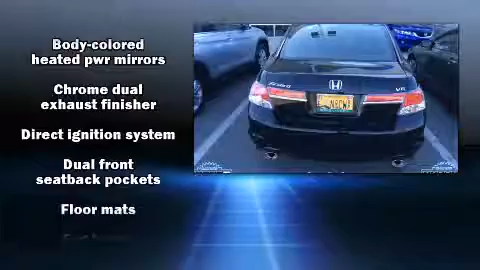 Body-colored
heated pwr mirrors
Chrome dual
exhaust finisher
Direct ignition system
Dual front
seatback pockets
Floor mats